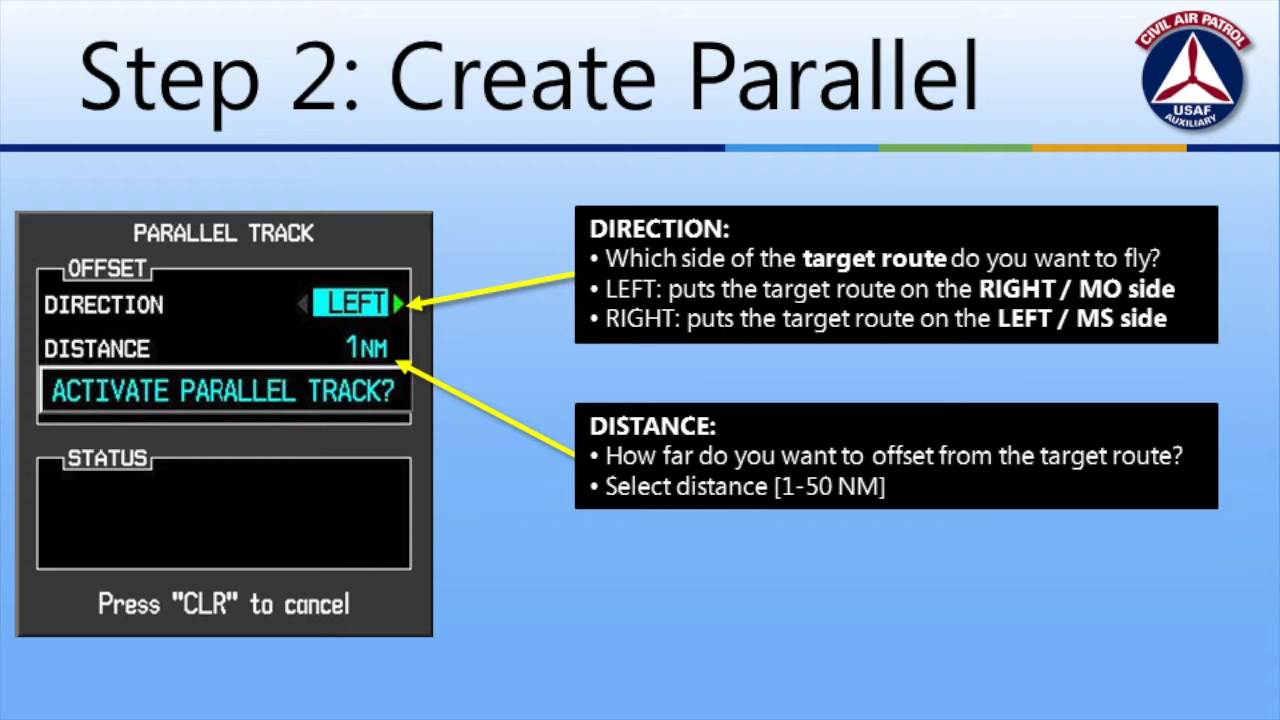 Step 2: Create Parallel
CIVIL AIR PATROL
USAF
AUXILIARY
PARALLEL TRACK
OFFSET
DIRECTION LEFT
DISTANCE 1NM
ACTIVATE PARALLEL TRACK?
STATUS
Press "CLR" to cancel
DIRECTION:
• Which side of the target route do you want to fly?
• LEFT: puts the target route on the RIGHT / MO side
• RIGHT: puts the target route on the LEFT / MS side
DISTANCE:
• How far do you want to offset from the target route?
• Select distance [1-50 NM]